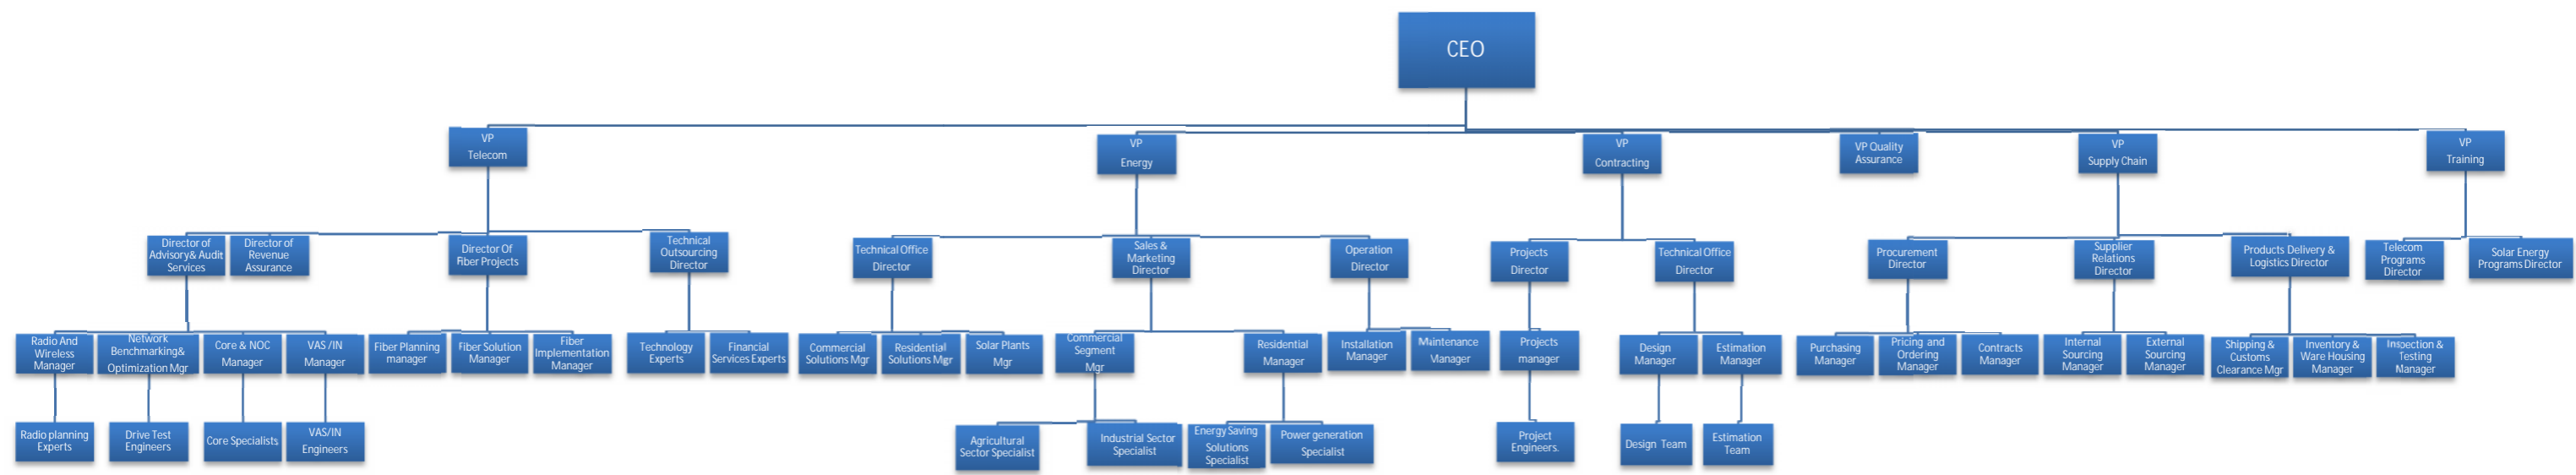 CEO
VP
Telecom
VP
Energy
VP
Contracting
VP Quality
Assurance
VP
Supply Chain
VP
Training
Director of
Advisory& Audit
Services
Director of
Revenue
Assurance
Director Of
Fiber Projects
Technical
Outsourcing
Director
Technical Office
Director
Sales &
Marketing
Director
Operation
Director
Projects
Director
Technical Office
Director
Procurement
Director
Supplier
Relations
Director
Products Delivery &
Logistics Director
Telecom
Programs
Director
Solar Energy
Programs Director
Radio And
Wireless
Manager
Network
Benchmarking&
Optimization Mgr
Core & NOC
Manager
VAS /IN
Manager
Fiber Planning
manager
Fiber Solution
Manager
Fiber
Implementation
Manager
Technology
Experts
Financial
Services Experts
Commercial
Solutions Mgr
Residential
Solutions Mgr
Solar Plants
Mgr
Commercial
Segment
Mgr
Residential
Manager
Installation
Manager
Maintenance
Manager
Projects
manager
Design
Manager
Estimation
Manager
Purchasing
Manager
Pricing and
Ordering
Manager
Contracts
Manager
Internal
Sourcing
Manager
External
Sourcing
Manager
Shipping &
Customs
Clearance Mgr
Inventory &
Ware Housing
Manager
Inspection &
Testing
Manager
Radio planning
Experts
Drive Test
Engineers
Core Specialists
VAS/IN
Engineers
Agricultural
Sector Specialist
Industrial Sector
Specialist
Energy Saving
Solutions
Specialist
Power generation
Specialist
Project
Engineers.
Design Team
Estimation
Team